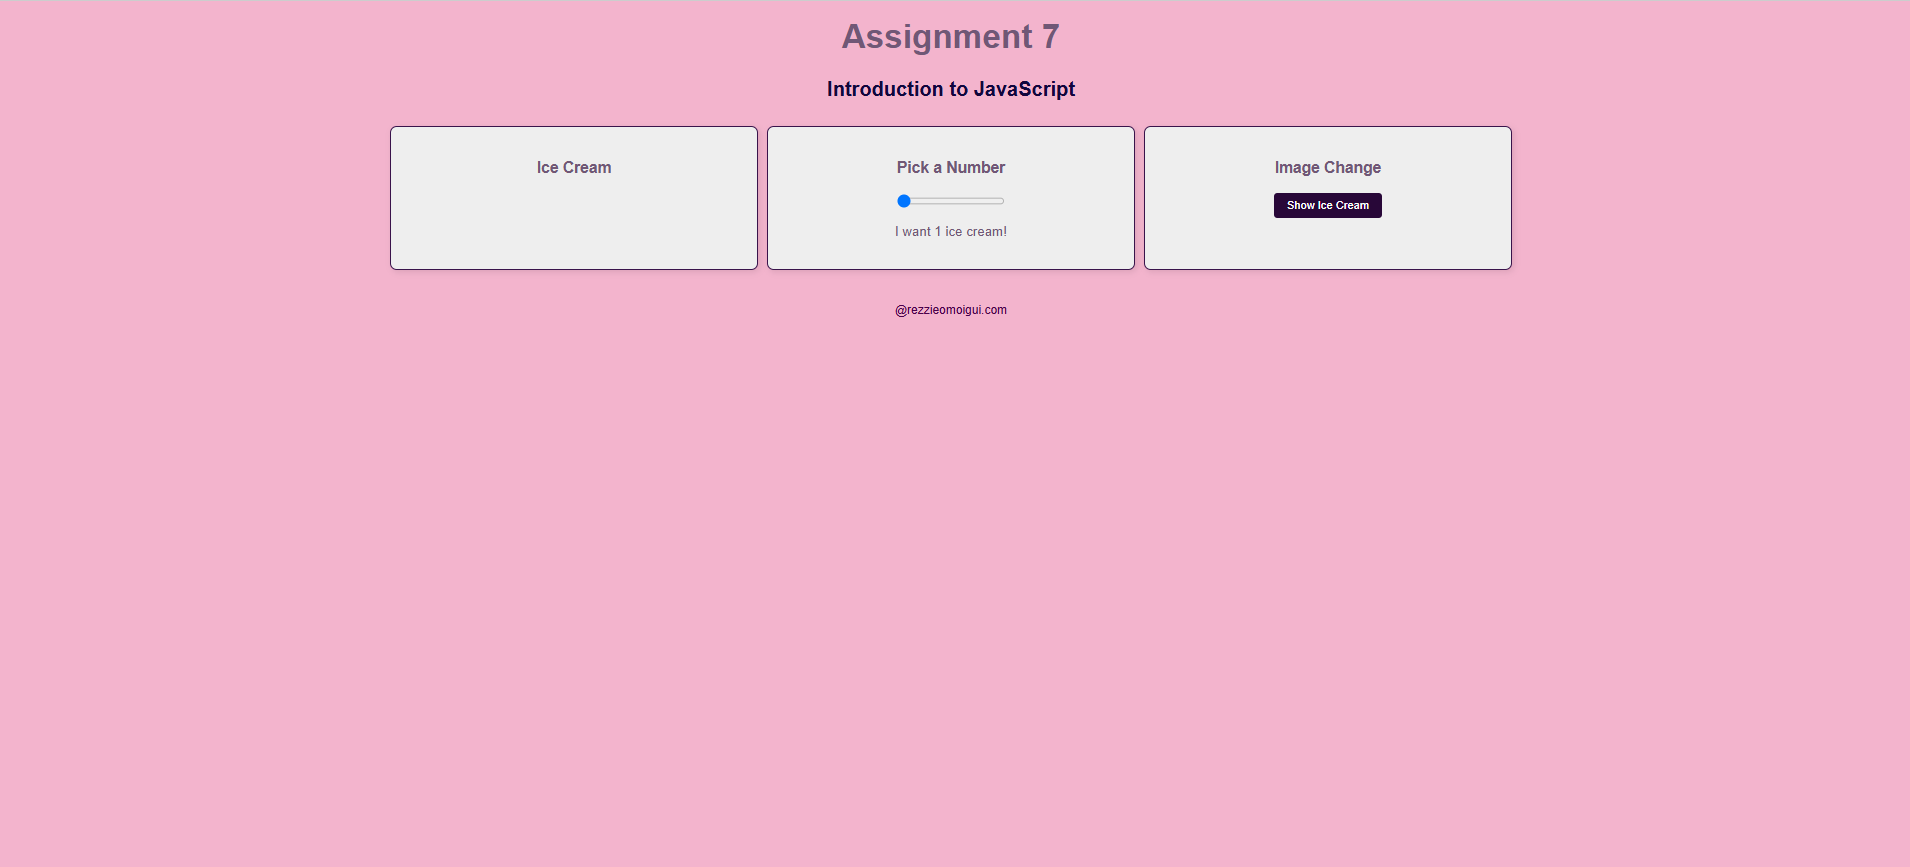 Assignment 7
Introduction to JavaScript
Ice Cream
Pick a Number
I want 1 ice cream!
Image Change
Show Ice Cream
@rezzieomoigui.com